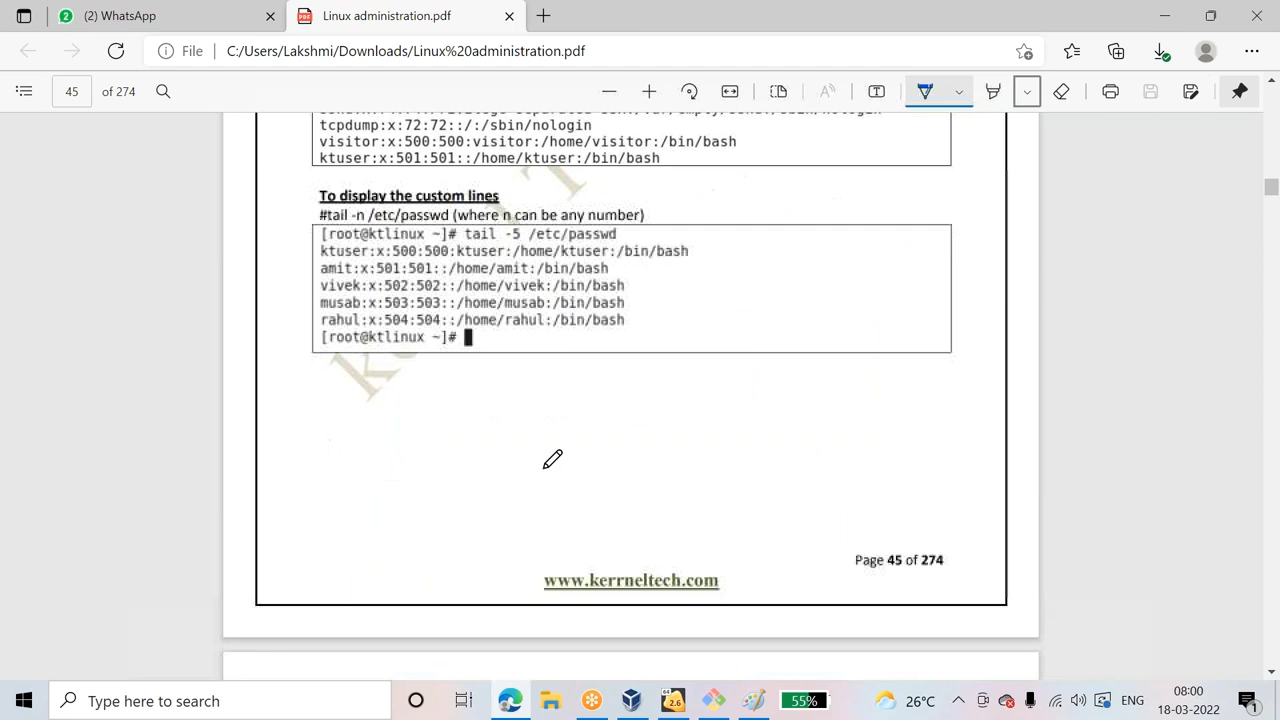 (2) WhatsApp
Linux administration.pdf
File
C:/Users/Lakshmi/Downloads/Linux%20administration.pdf
45 of 274
tcpdump:x:72:72::/:/sbin/nologin
visitor:x:500:500:visitor:/home/visitor:/bin/bash
ktuser:x:501:501::/home/ktuser:/bin/bash
To display the custom lines
#tail -n /etc/passwd (where n can be any number)
[root@ktlinux ~]# tail -5 /etc/passwd
ktuser:x:500:500:ktuser:/home/ktuser:/bin/bash
amit:x:501:501::/home/amit:/bin/bash
vivek:x:502:502::/home/vivek:/bin/bash
musab:x:503:503::/home/musab:/bin/bash
rahul:x:504:504::/home/rahul:/bin/bash
[root@ktlinux ~]#
Page 45 of 274
www.kerrneltech.com
Type here to search
55%
26°C
ENG
08:00
18-03-2022